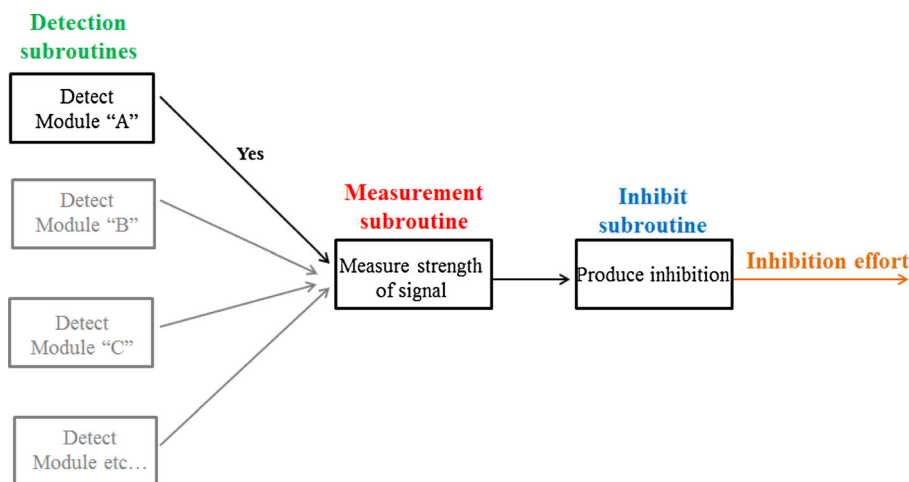 Detection
subroutines
Detect
Module “A”
Yes
Detect
Module “B”
Measurement
subroutine
Inhibit
subroutine
Measure strength
of signal
Produce inhibition
Inhibition effort
Detect
Module “C”
Detect
Module etc…